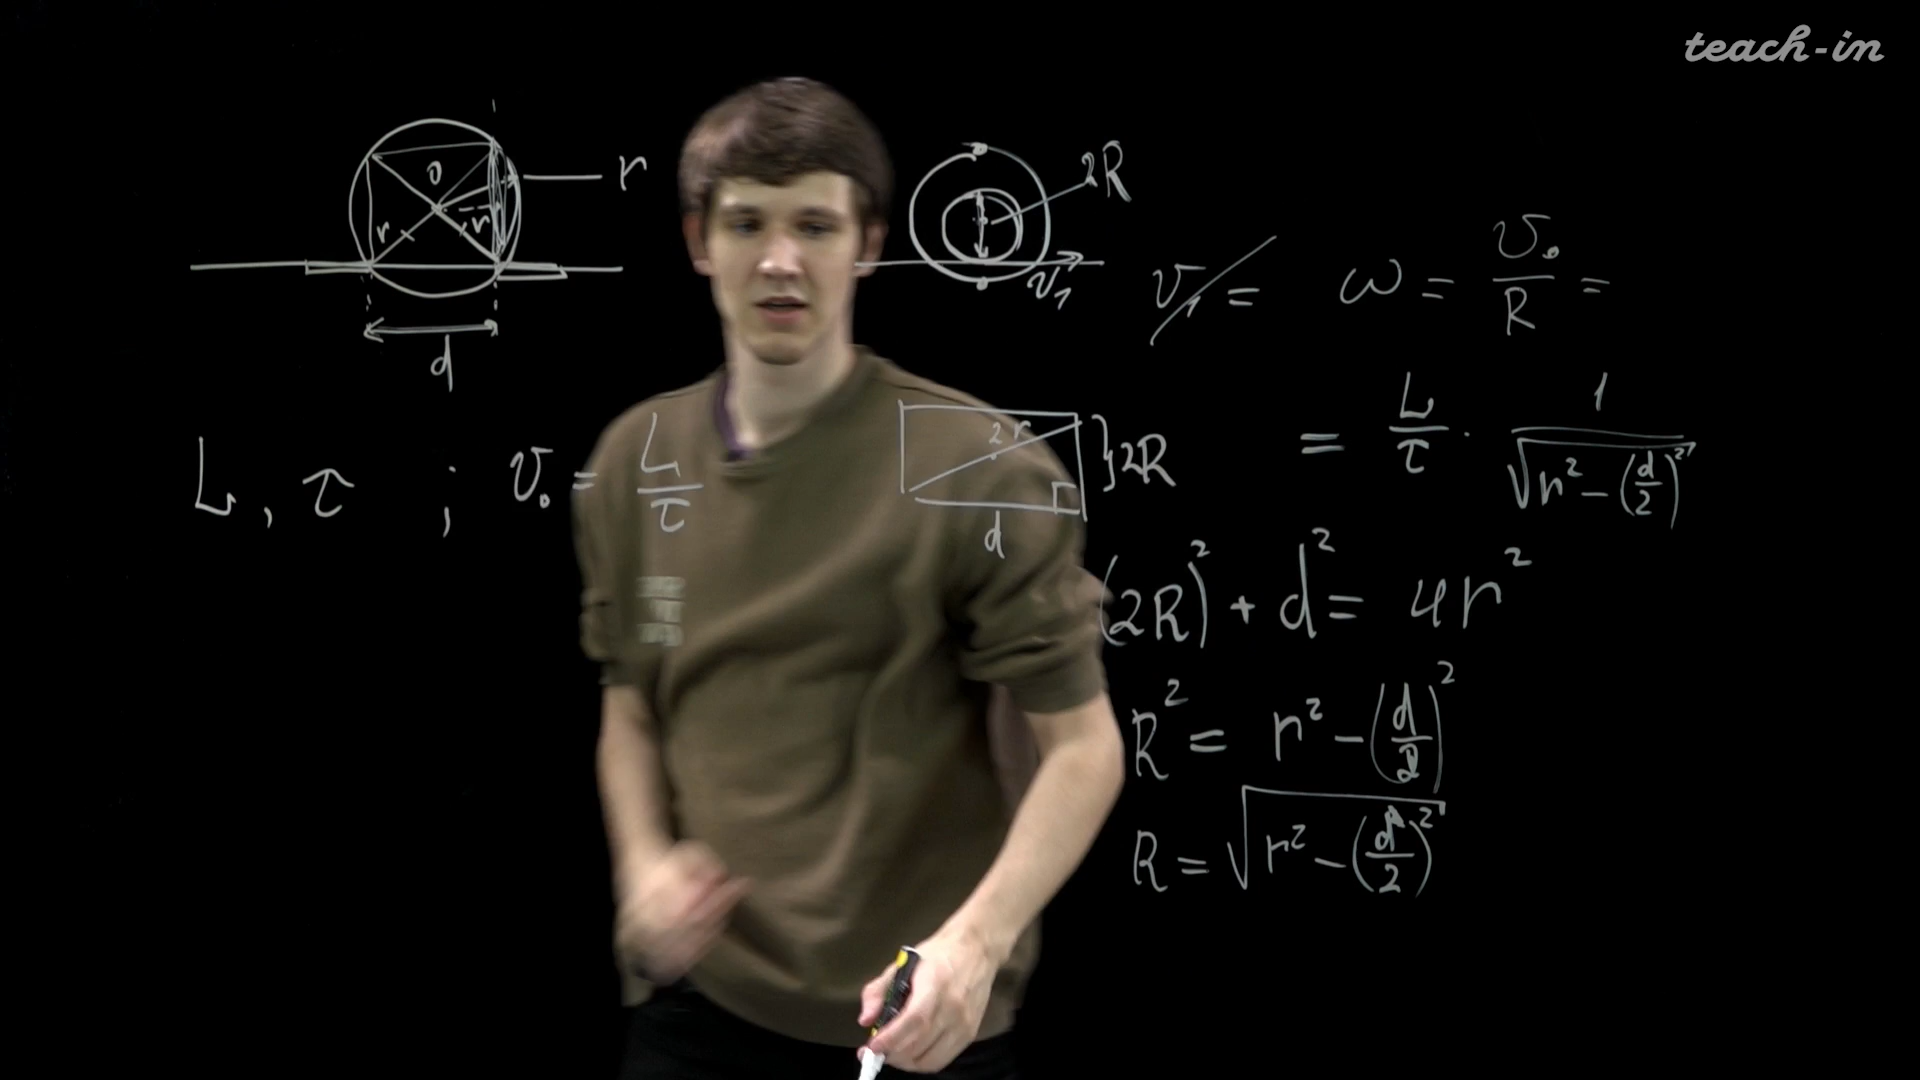 teach-in
O
r
r
r
d
2R
v₁
v₁ =
ω = v₀/R =
L, τ ; v₀ = L/τ
2r
}2R
d
= L/τ · 1/√(r² − (d/2)²)
(2R)² + d² = 4r²
R² = r² − (d/2)²
R = √(r² − (d/2)²)